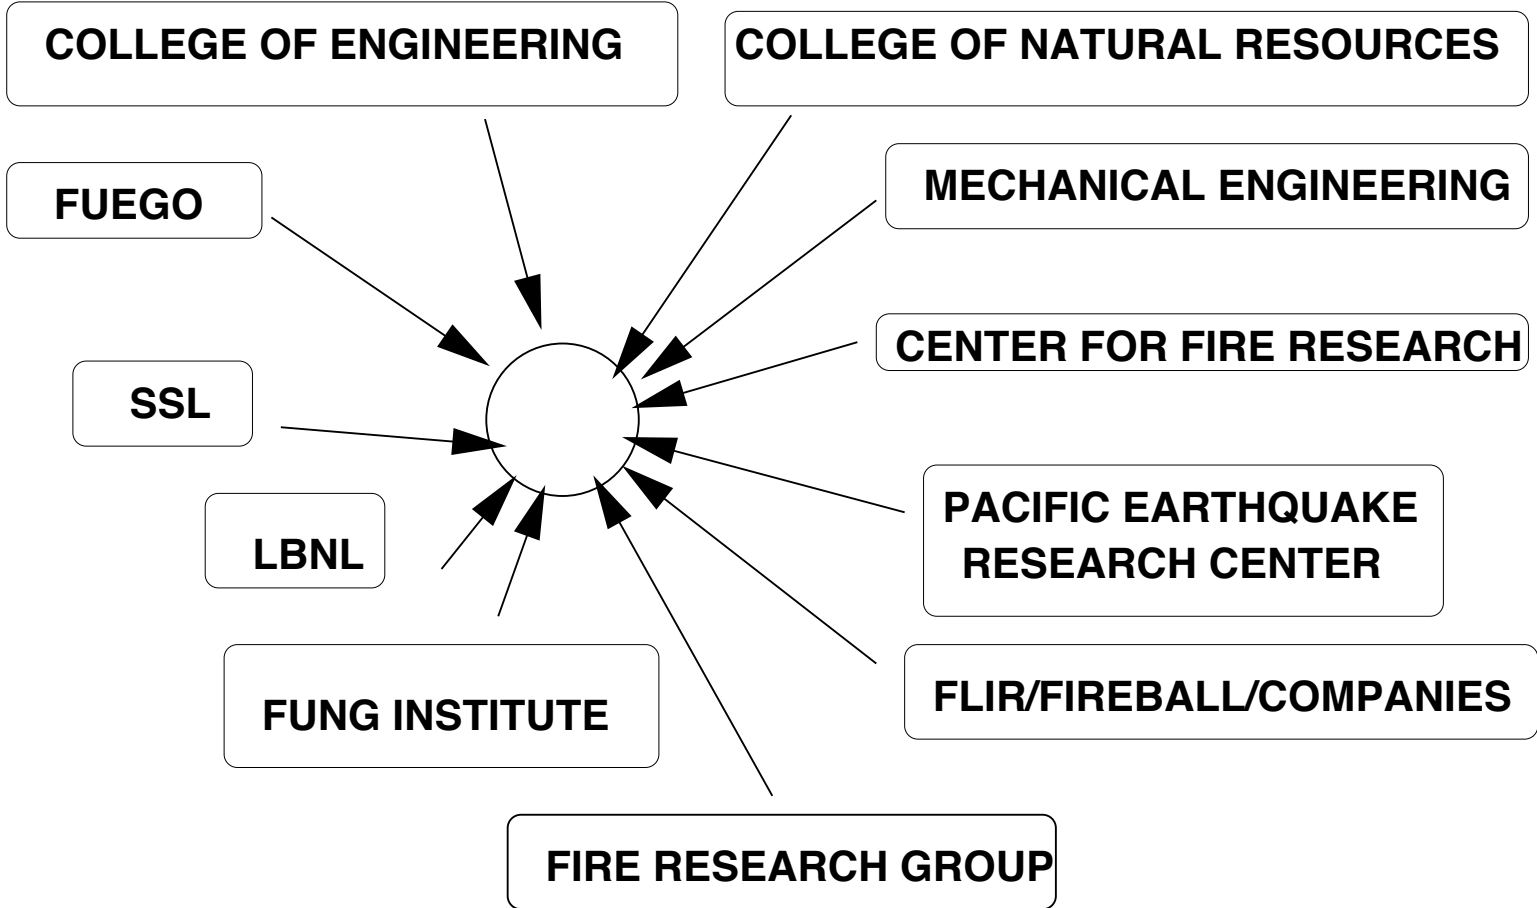 COLLEGE OF ENGINEERING
COLLEGE OF NATURAL RESOURCES
FUEGO
MECHANICAL ENGINEERING
CENTER FOR FIRE RESEARCH
SSL
PACIFIC EARTHQUAKE
RESEARCH CENTER
LBNL
FUNG INSTITUTE
FLIR/FIREBALL/COMPANIES
FIRE RESEARCH GROUP